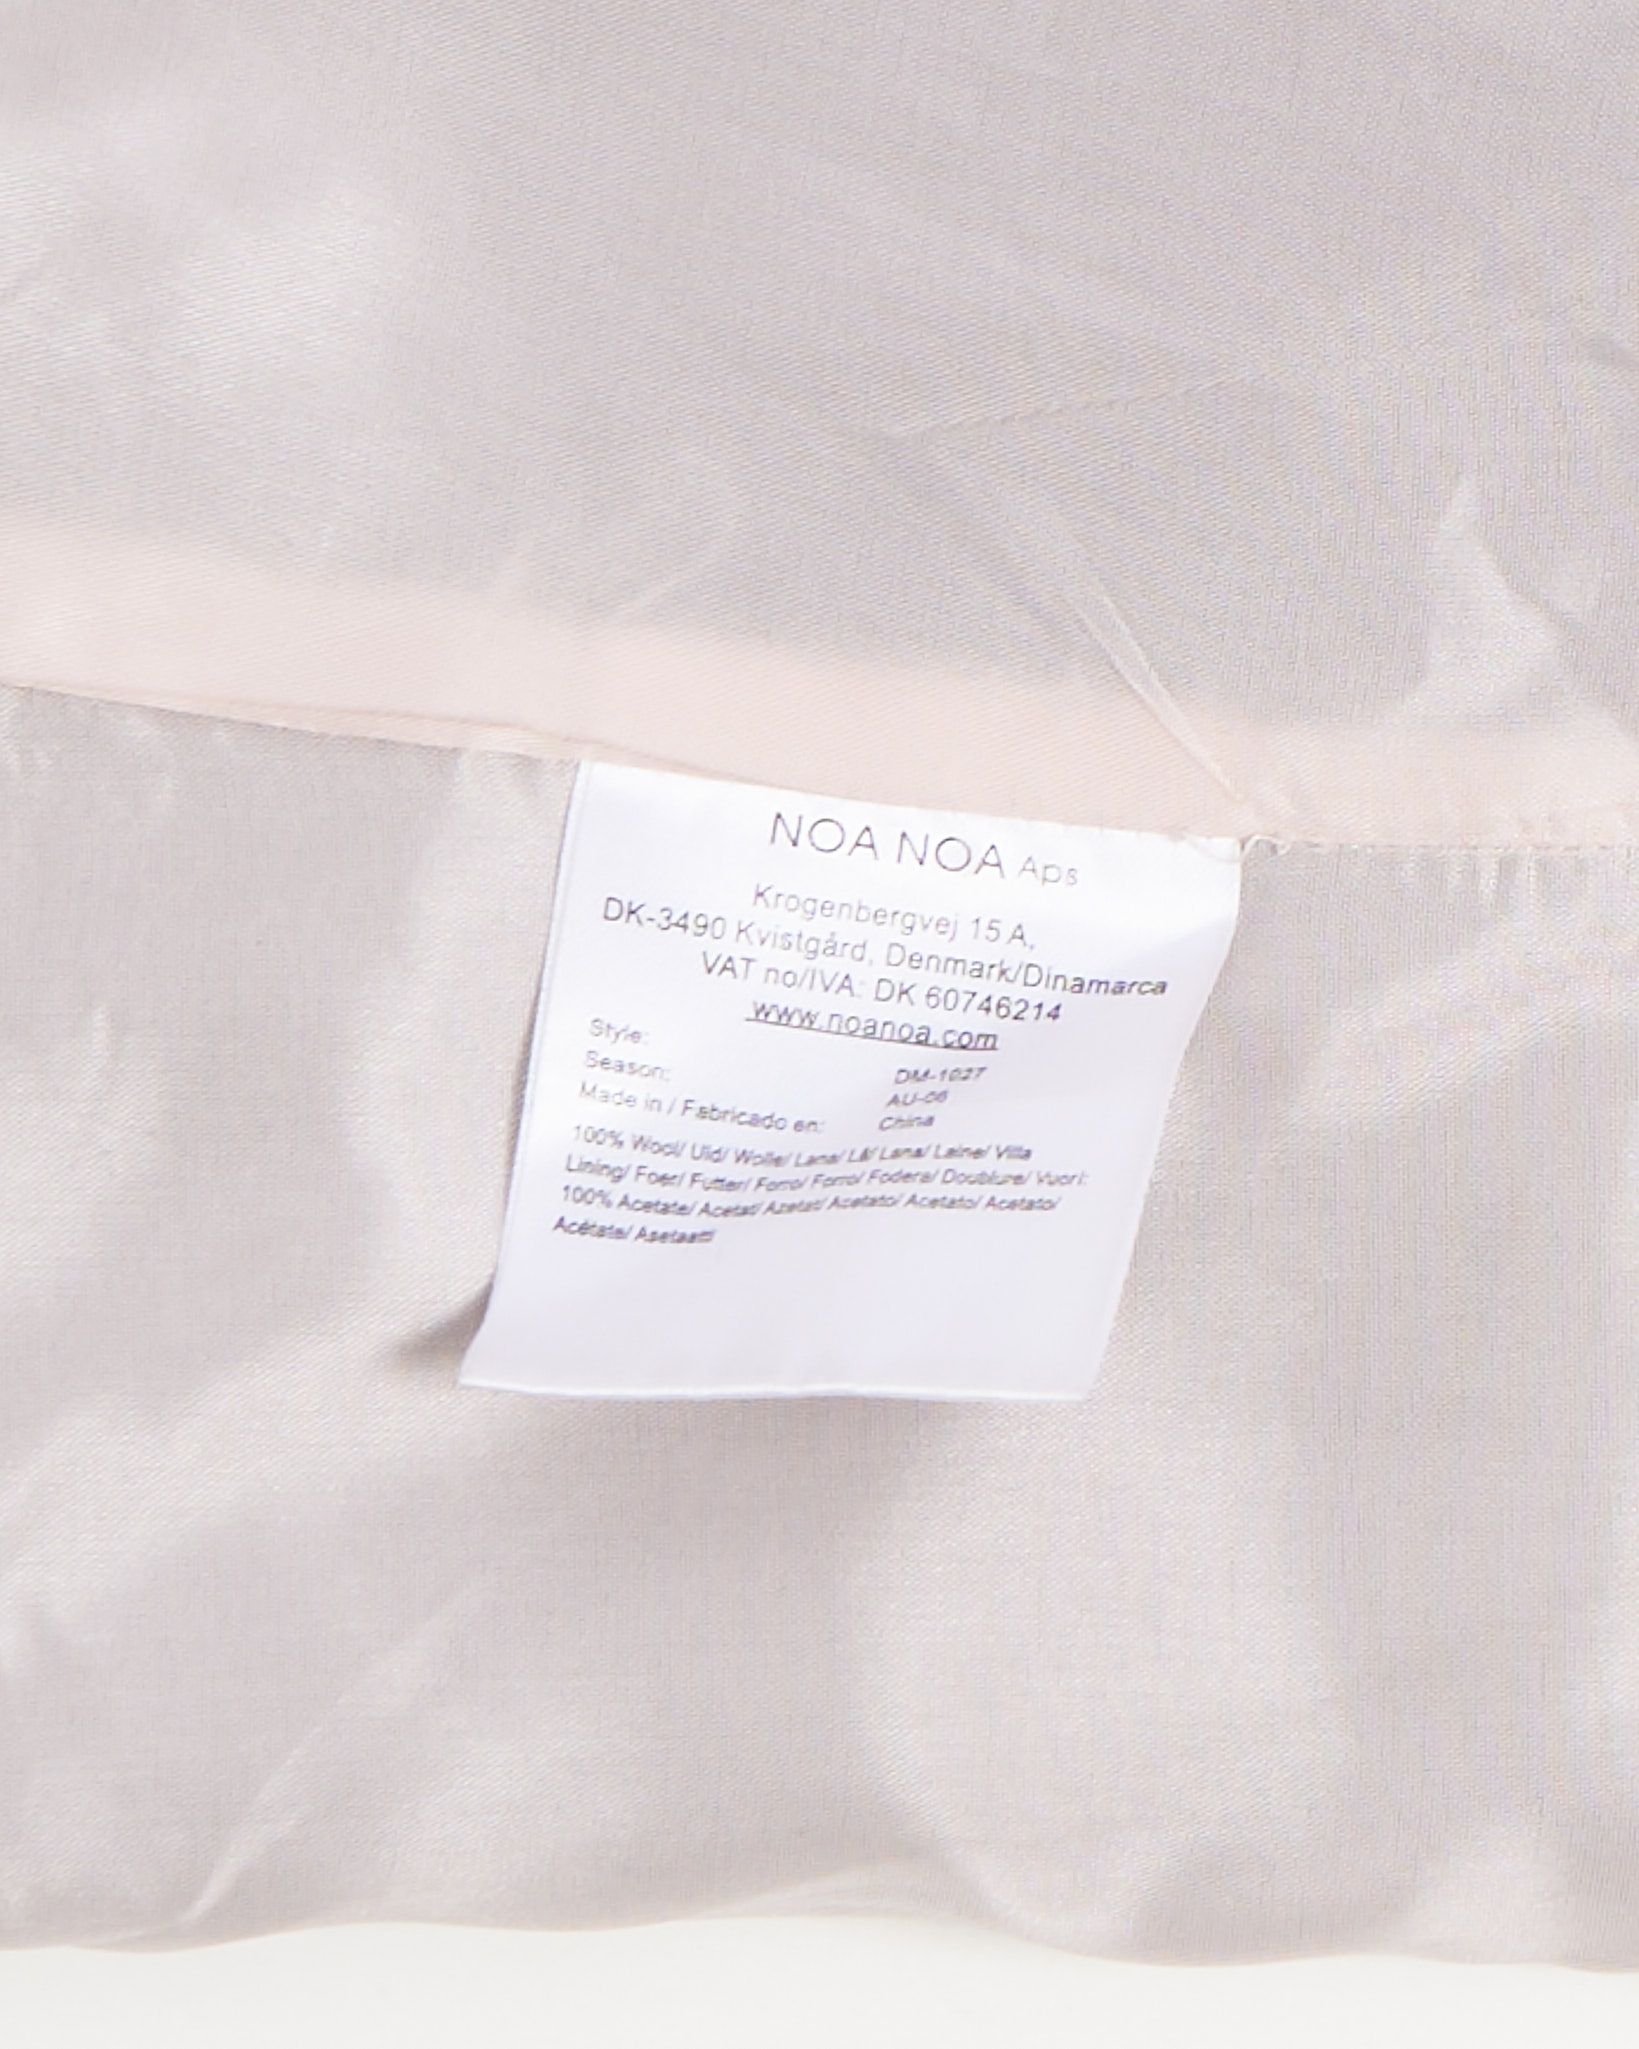 NOA NOA Aps
Krogenbergvej 15 A,
DK-3490 Kvistgård, Denmark/Dinamarca
VAT no/IVA: DK 60746214
www.noanoa.com
Style: DM-1027
Season: AU-06
Made in / Fabricado en: China
100% Wool/ Uld/ Wolle/ Lana/ Lã/ Lana/ Laine/ Villa
Lining/ Foer/ Futter/ Forro/ Forro/ Fodera/ Doublure/ Vuori:
100% Acetate/ Acetat/ Azetat/ Acetato/ Acetato/ Acetato/
Acétate/ Asetaatti